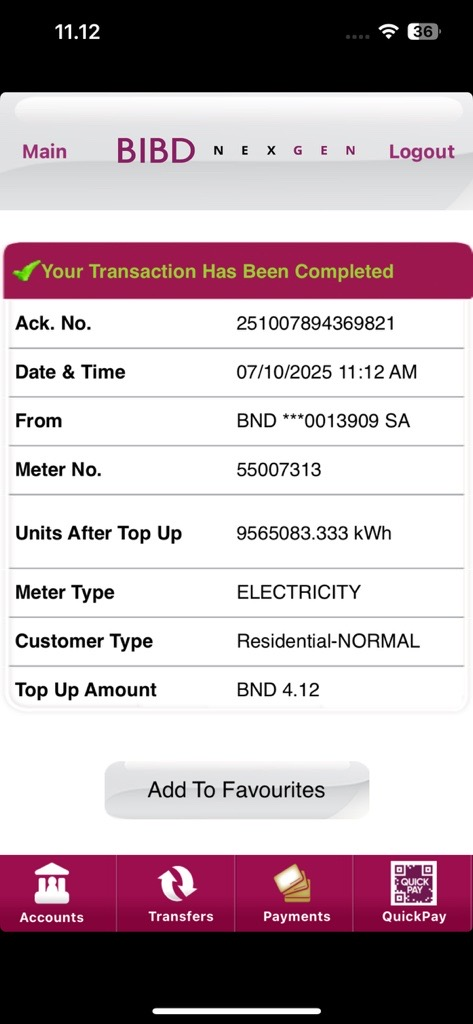 11.12
36
Main
BIBD NEXGEN
Logout
Your Transaction Has Been Completed
Ack. No. 251007894369821
Date & Time 07/10/2025 11:12 AM
From BND ***0013909 SA
Meter No. 55007313
Units After Top Up 9565083.333 kWh
Meter Type ELECTRICITY
Customer Type Residential-NORMAL
Top Up Amount BND 4.12
Add To Favourites
QUICK
PAY
Accounts Transfers Payments QuickPay